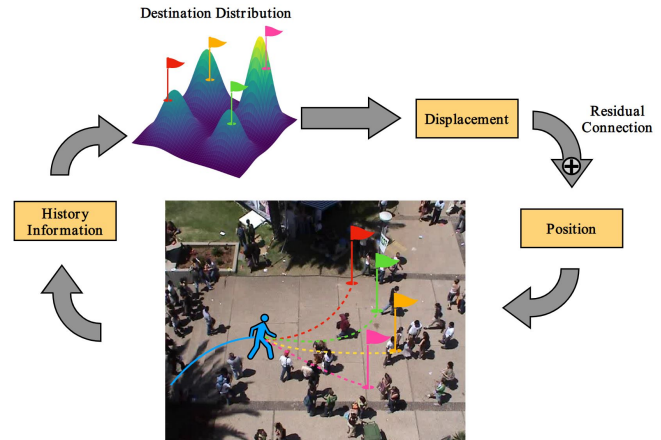 Destination Distribution
Displacement
Residual
Connection
History
Information
Position